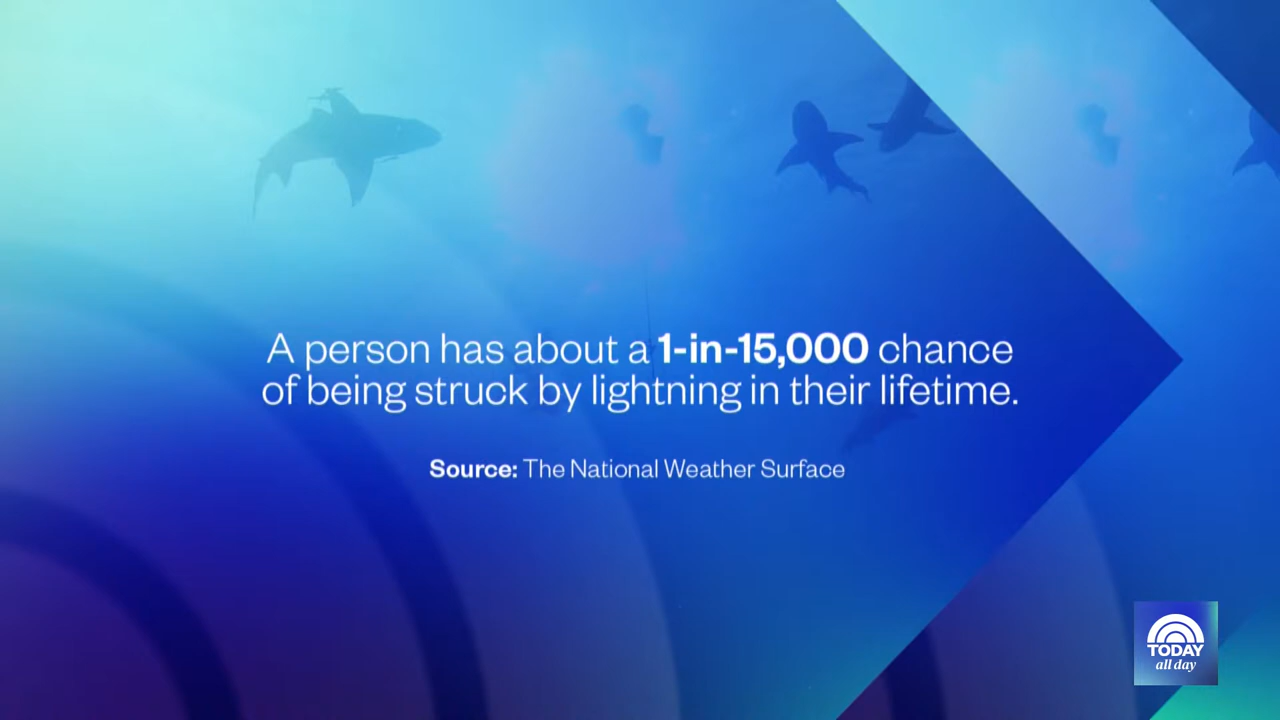 A person has about a 1-in-15,000 chance
of being struck by lightning in their lifetime.
Source: The National Weather Surface
TODAY
all day